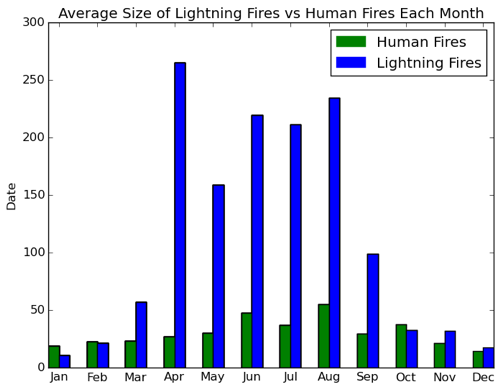 Average Size of Lightning Fires vs Human Fires Each Month
300
Human Fires
Lightning Fires
250
200
150
Date
100
50
0
Jan Feb Mar Apr May Jun Jul Aug Sep Oct Nov Dec